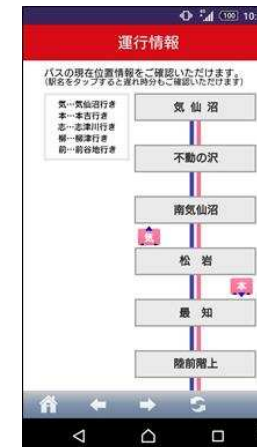 100 10:
運行情報
バスの現在位置情報をご確認いただけます。
(駅名をタップすると遅れ時分もご確認いただけます)
気…気仙沼行き
本…本吉行き
志…志津川行き
柳…柳津行き
前…前谷地行き
気仙沼
不動の沢
南気仙沼
気
松岩
本
最知
陸前階上